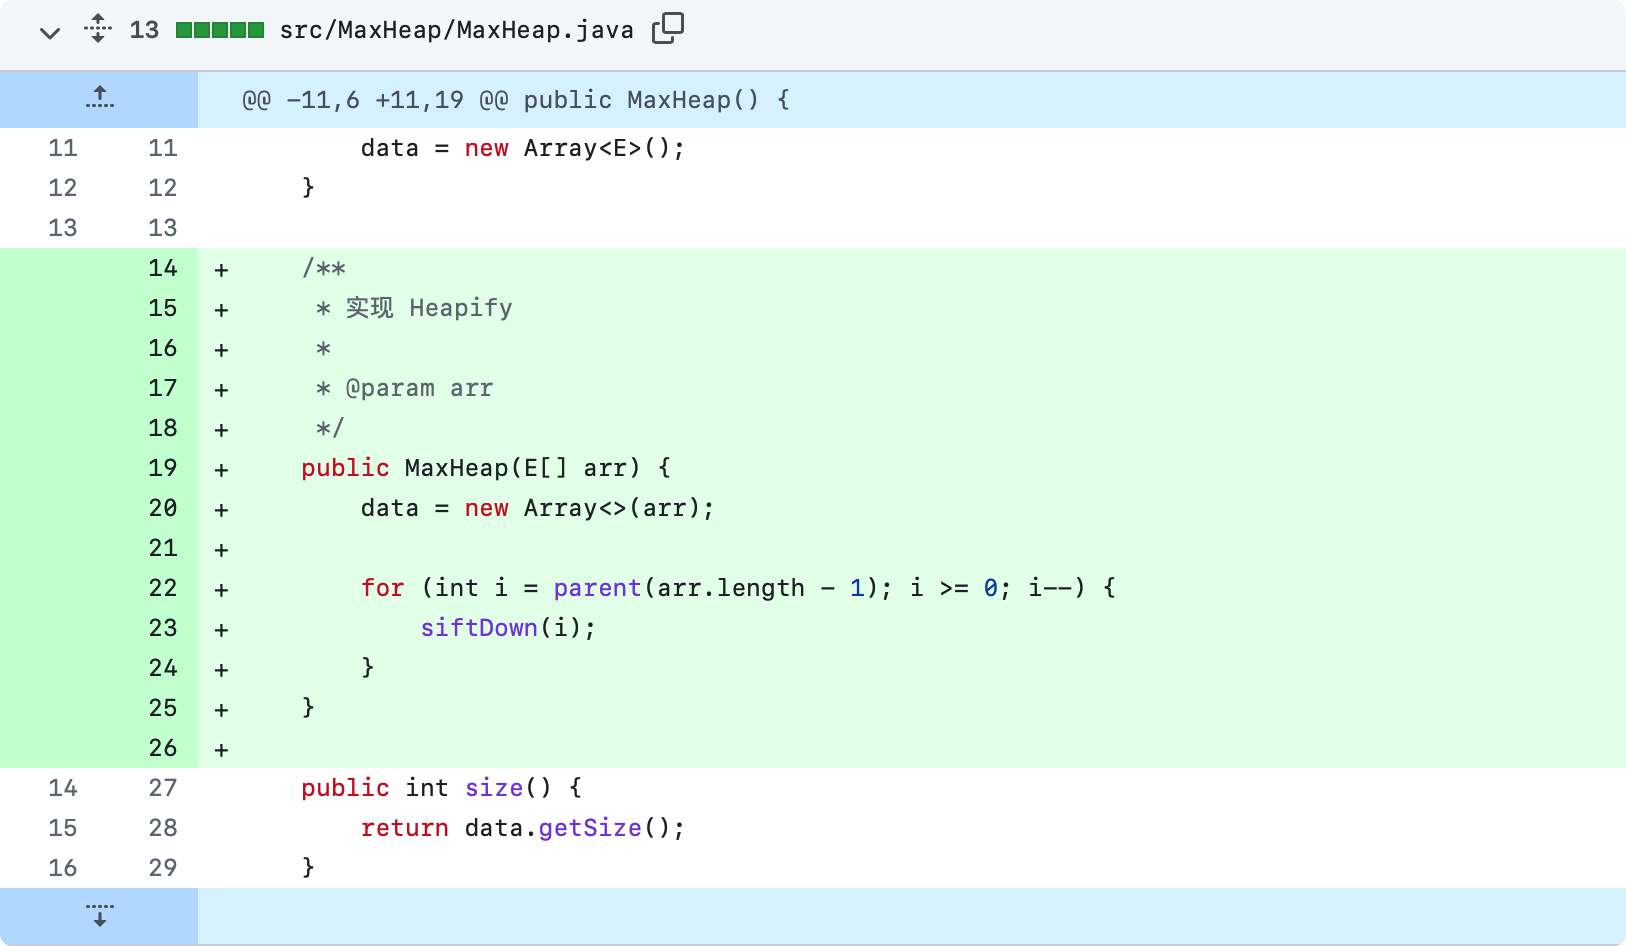 13 src/MaxHeap/MaxHeap.java
@@ -11,6 +11,19 @@ public MaxHeap() {
11 11 data = new Array<E>();
12 12 }
13 13
14 + /**
15 + * 实现 Heapify
16 + *
17 + * @param arr
18 + */
19 + public MaxHeap(E[] arr) {
20 + data = new Array<>(arr);
21 +
22 + for (int i = parent(arr.length - 1); i >= 0; i--) {
23 + siftDown(i);
24 + }
25 + }
26 +
14 27 public int size() {
15 28 return data.getSize();
16 29 }